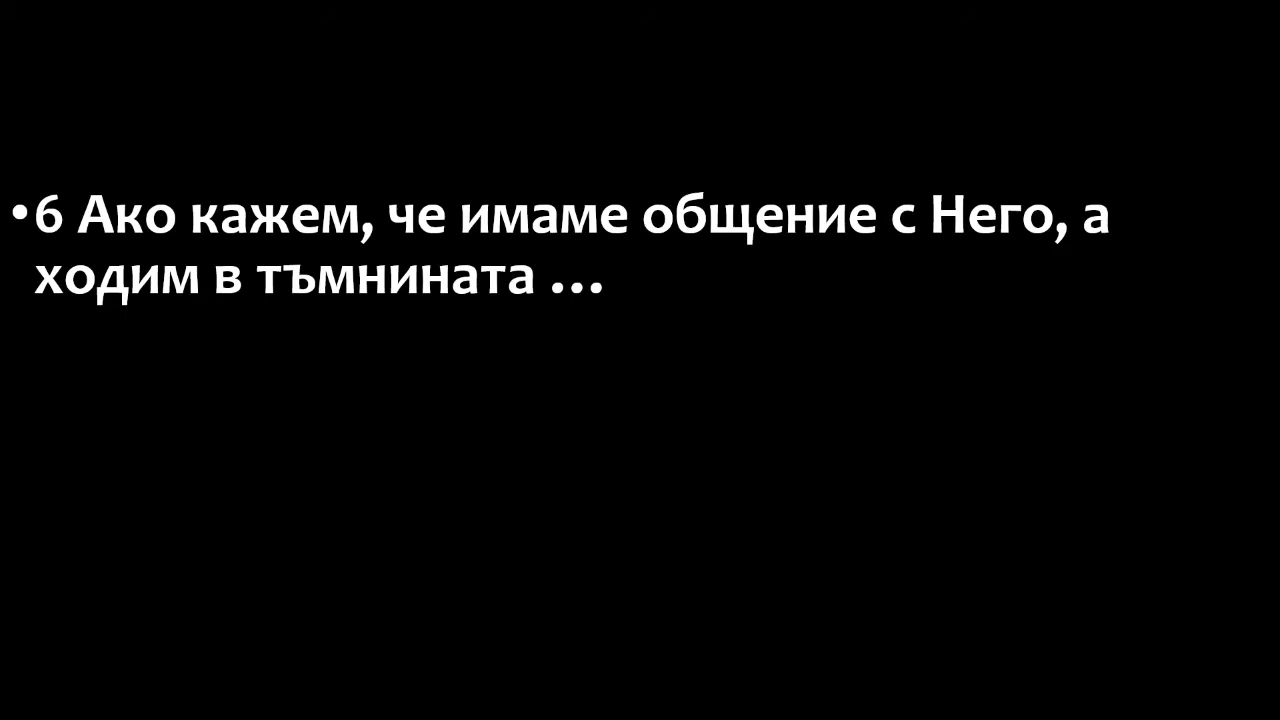 •6 Ако кажем, че имаме общение с Него, а
ходим в тъмнината …